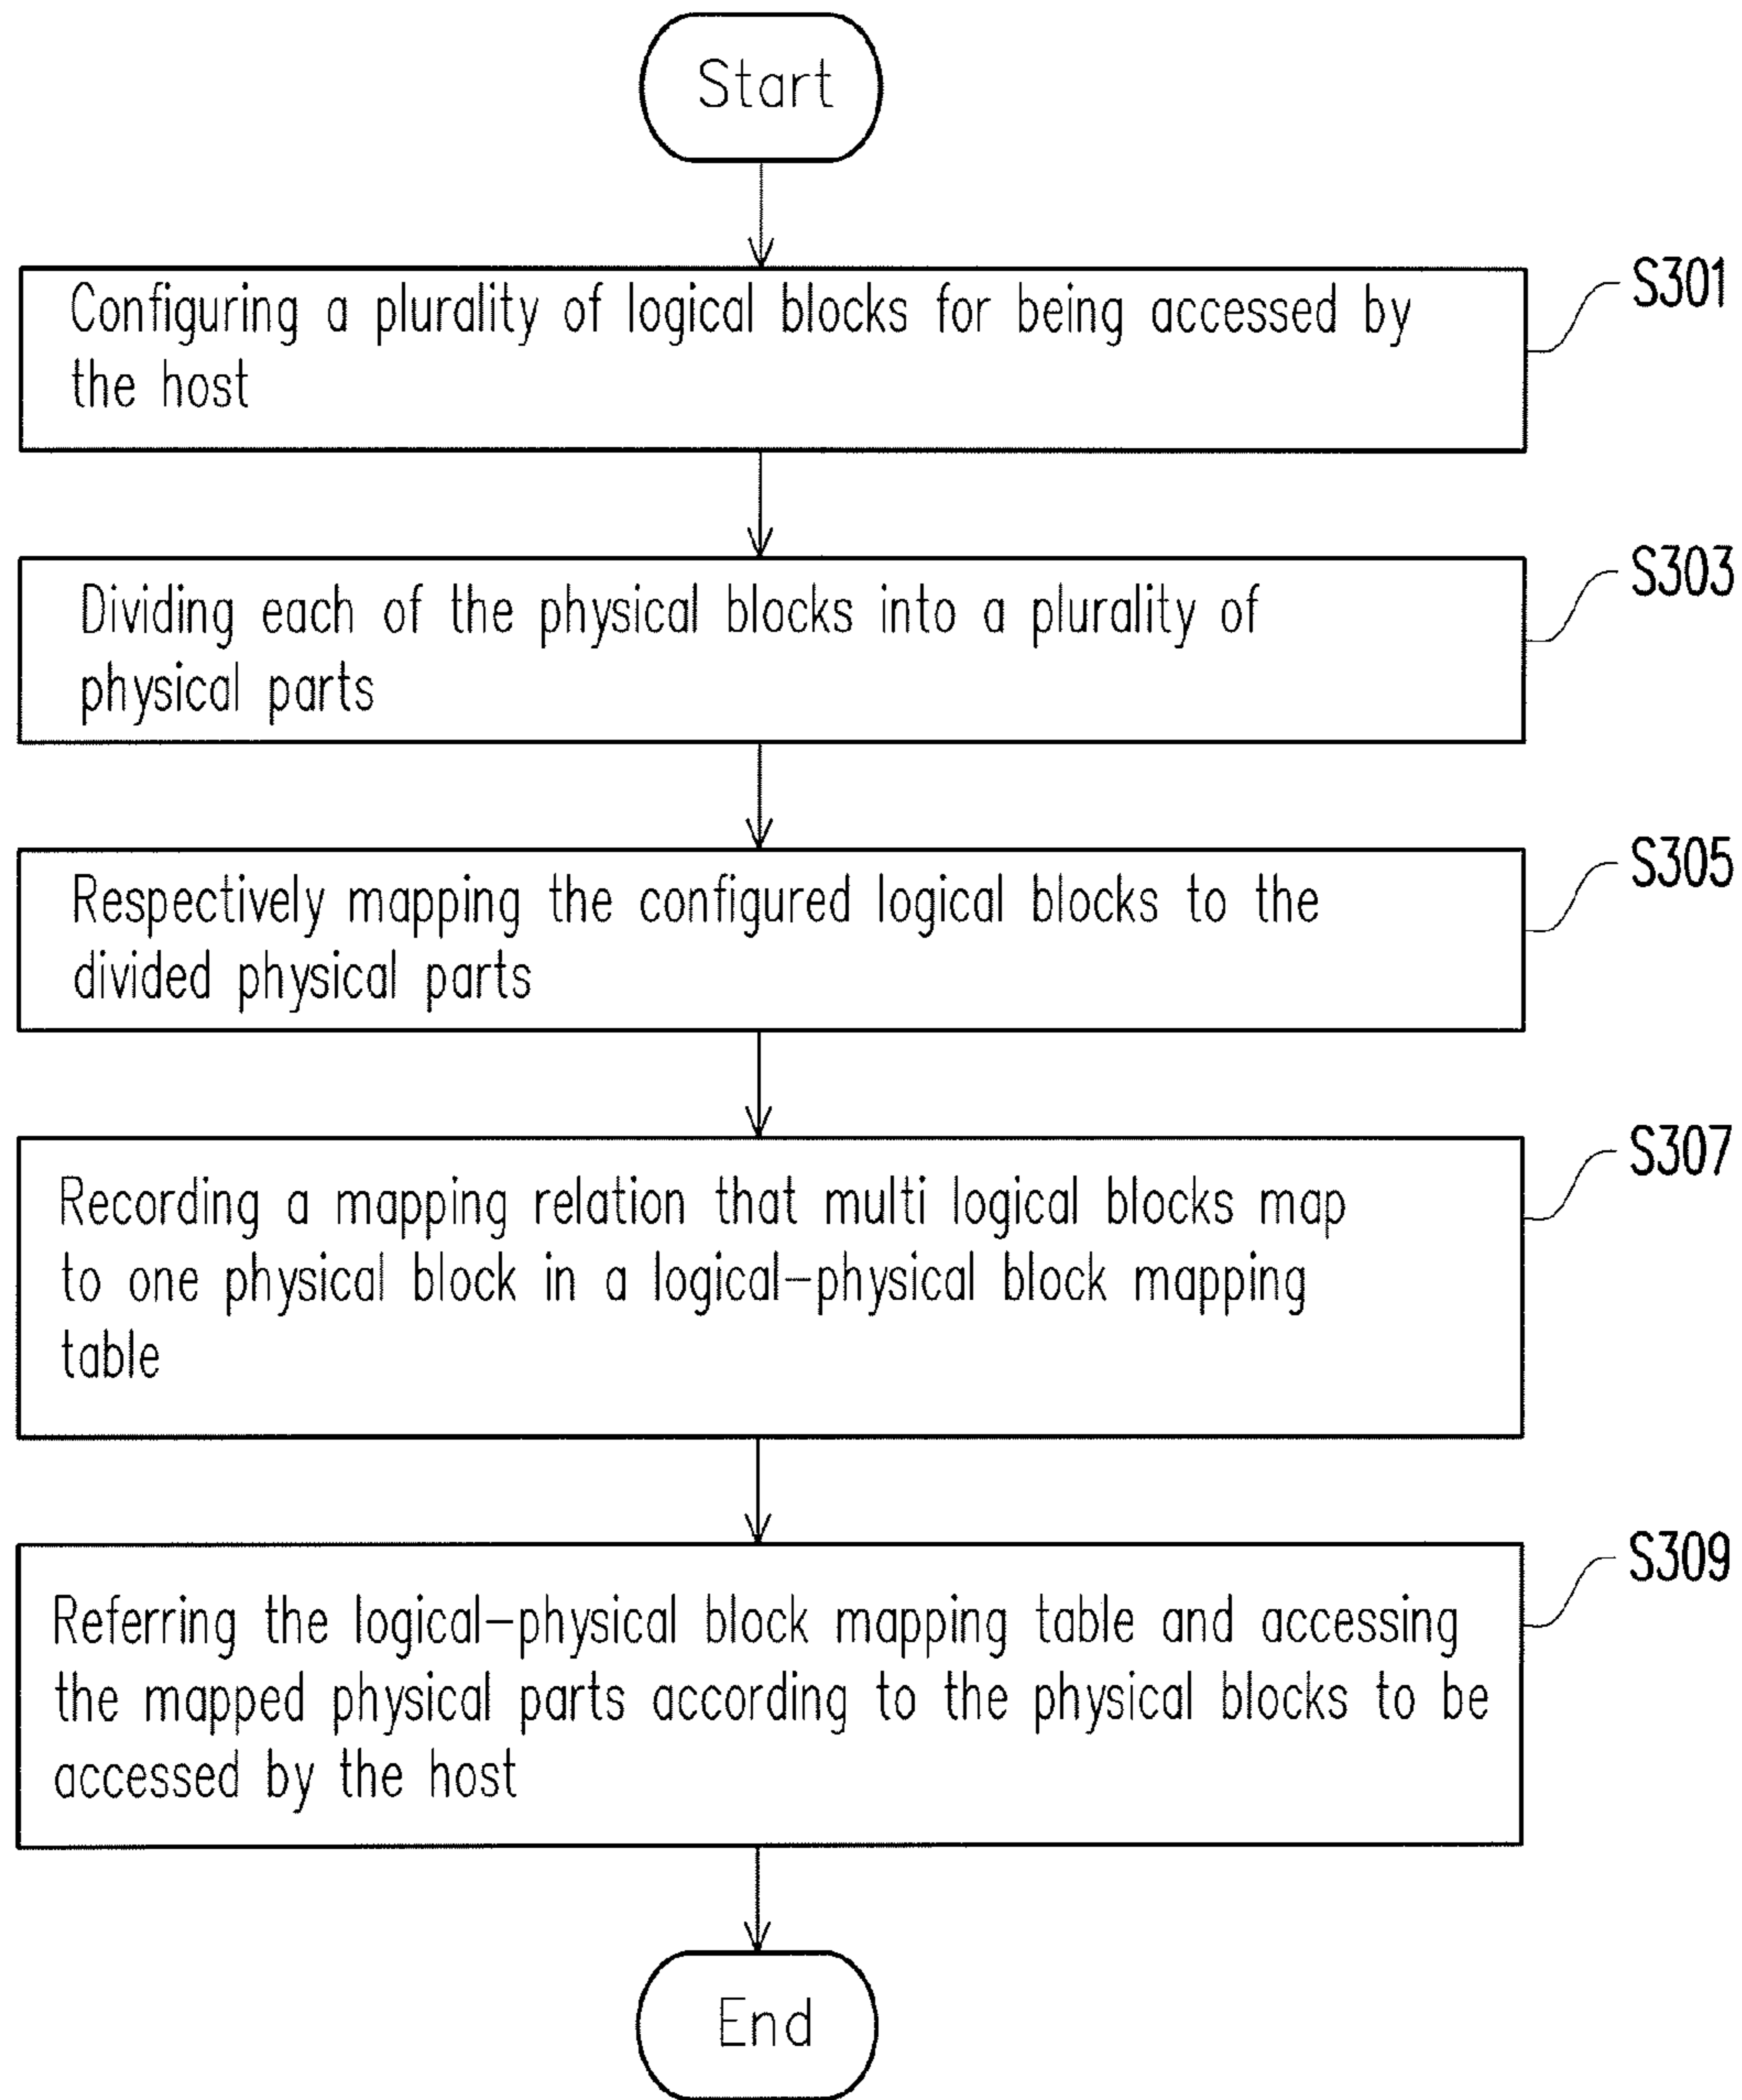 Start
Configuring a plurality of logical blocks for being accessed by
the host
S301
Dividing each of the physical blocks into a plurality of
physical parts
S303
Respectively mapping the configured logical blocks to the
divided physical parts
S305
Recording a mapping relation that multi logical blocks map
to one physical block in a logical-physical block mapping
table
S307
Referring the logical-physical block mapping table and accessing
the mapped physical parts according to the physical blocks to be
accessed by the host
S309
End